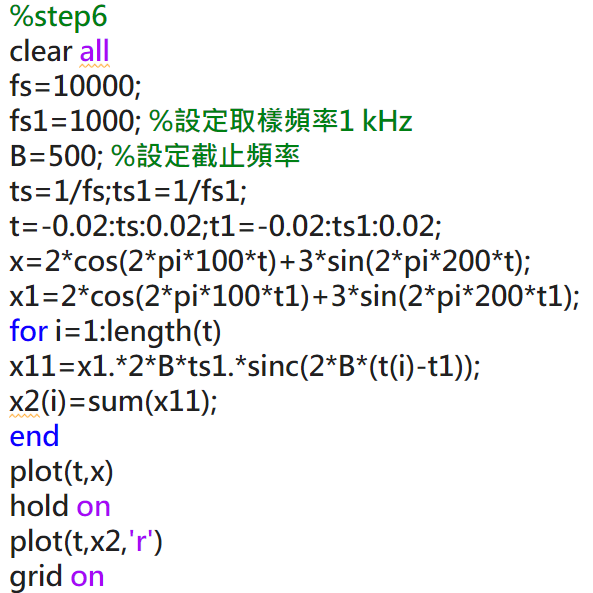 %step6
clear all
fs=10000;
fs1=1000; %設定取樣頻率1 kHz
B=500; %設定截止頻率
ts=1/fs;ts1=1/fs1;
t=-0.02:ts:0.02;t1=-0.02:ts1:0.02;
x=2*cos(2*pi*100*t)+3*sin(2*pi*200*t);
x1=2*cos(2*pi*100*t1)+3*sin(2*pi*200*t1);
for i=1:length(t)
x11=x1.*2*B*ts1.*sinc(2*B*(t(i)-t1));
x2(i)=sum(x11);
end
plot(t,x)
hold on
plot(t,x2,'r')
grid on